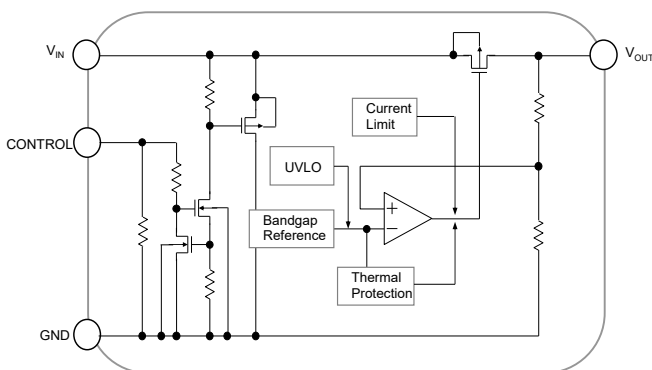 VIN
VOUT
Current
Limit
CONTROL
UVLO
+
Bandgap
Reference
−
Thermal
Protection
GND